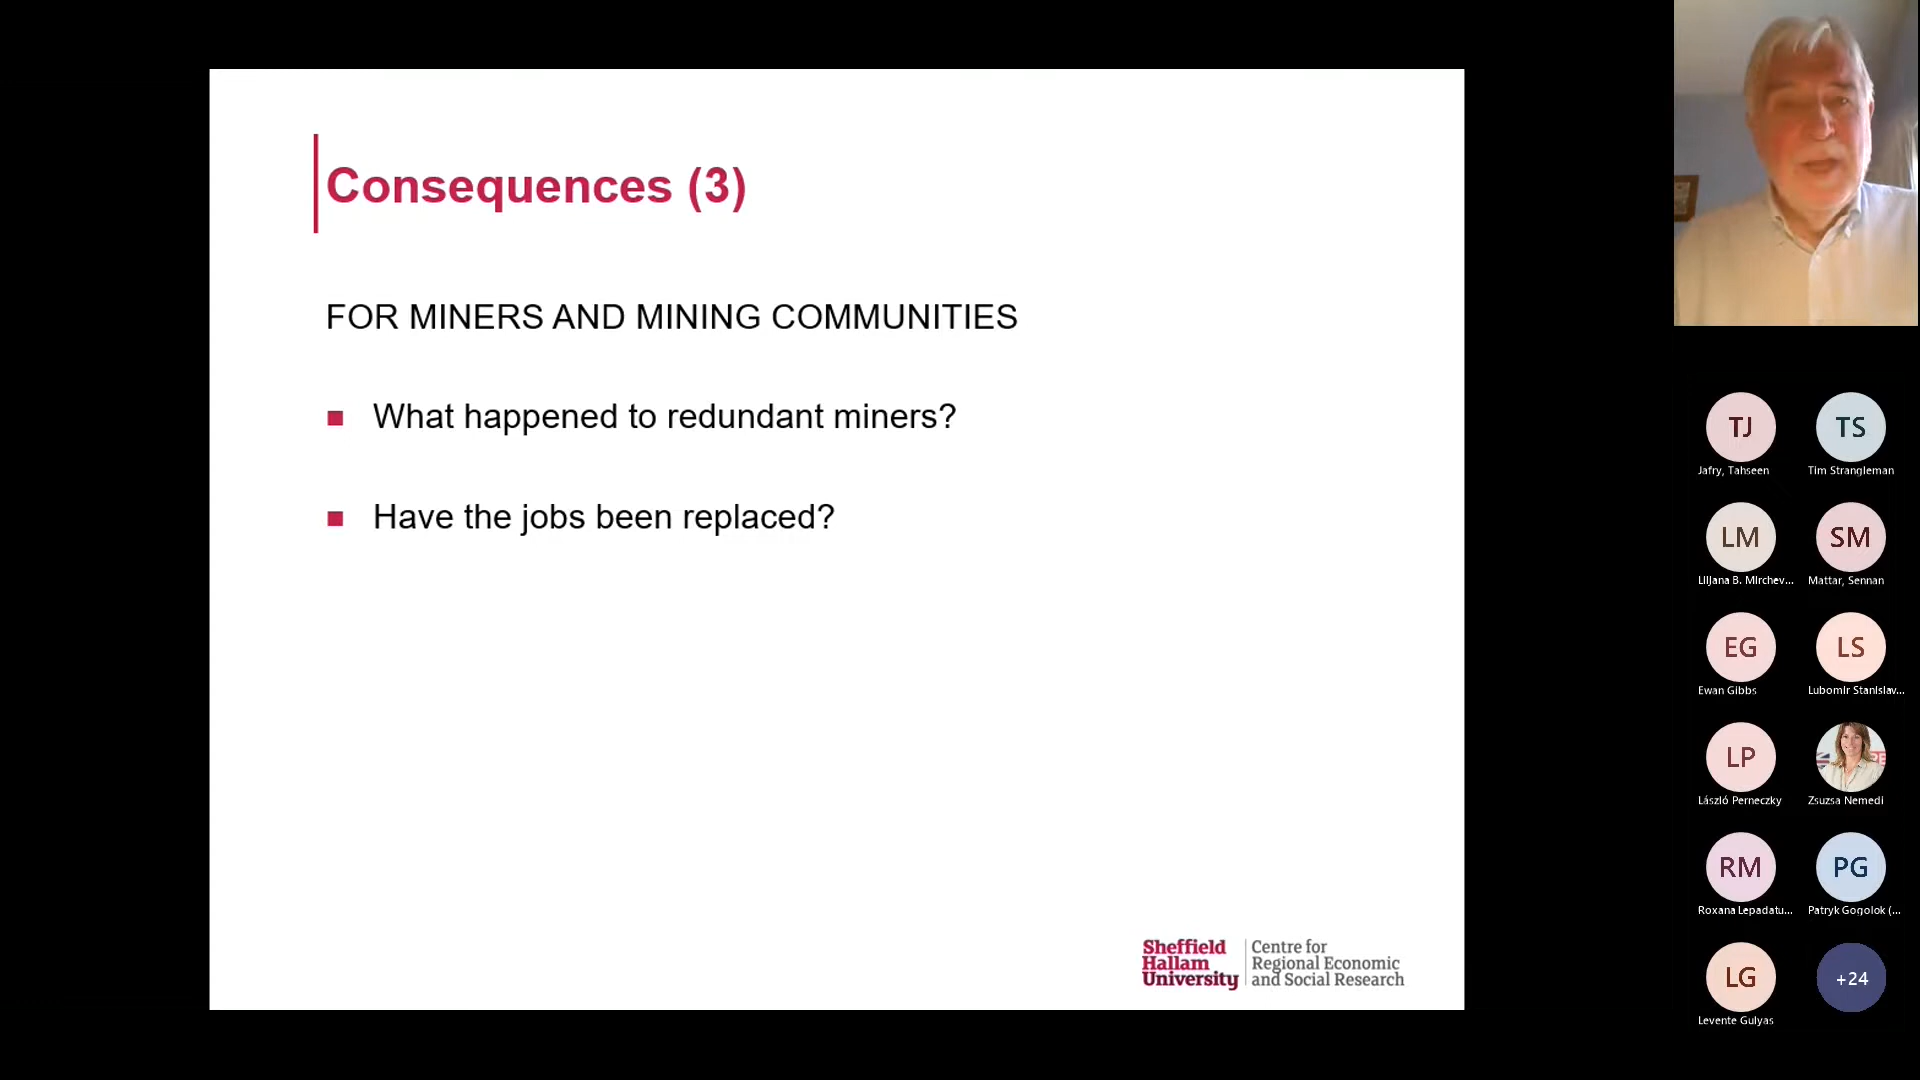 Consequences (3)
FOR MINERS AND MINING COMMUNITIES
What happened to redundant miners?
Have the jobs been replaced?
Sheffield
Hallam
University
Centre for
Regional Economic
and Social Research
TJ
Jafry, Tahseen
TS
Tim Strangleman
LM
Liljana B. Mirchev...
SM
Mattar, Sennan
EG
Ewan Gibbs
LS
Lubomir Stanislav...
LP
László Perneczky
Zsuzsa Nemedi
RM
Roxana Lepadatu...
PG
Patryk Gogolok (...
LG
Levente Gulyas
+24